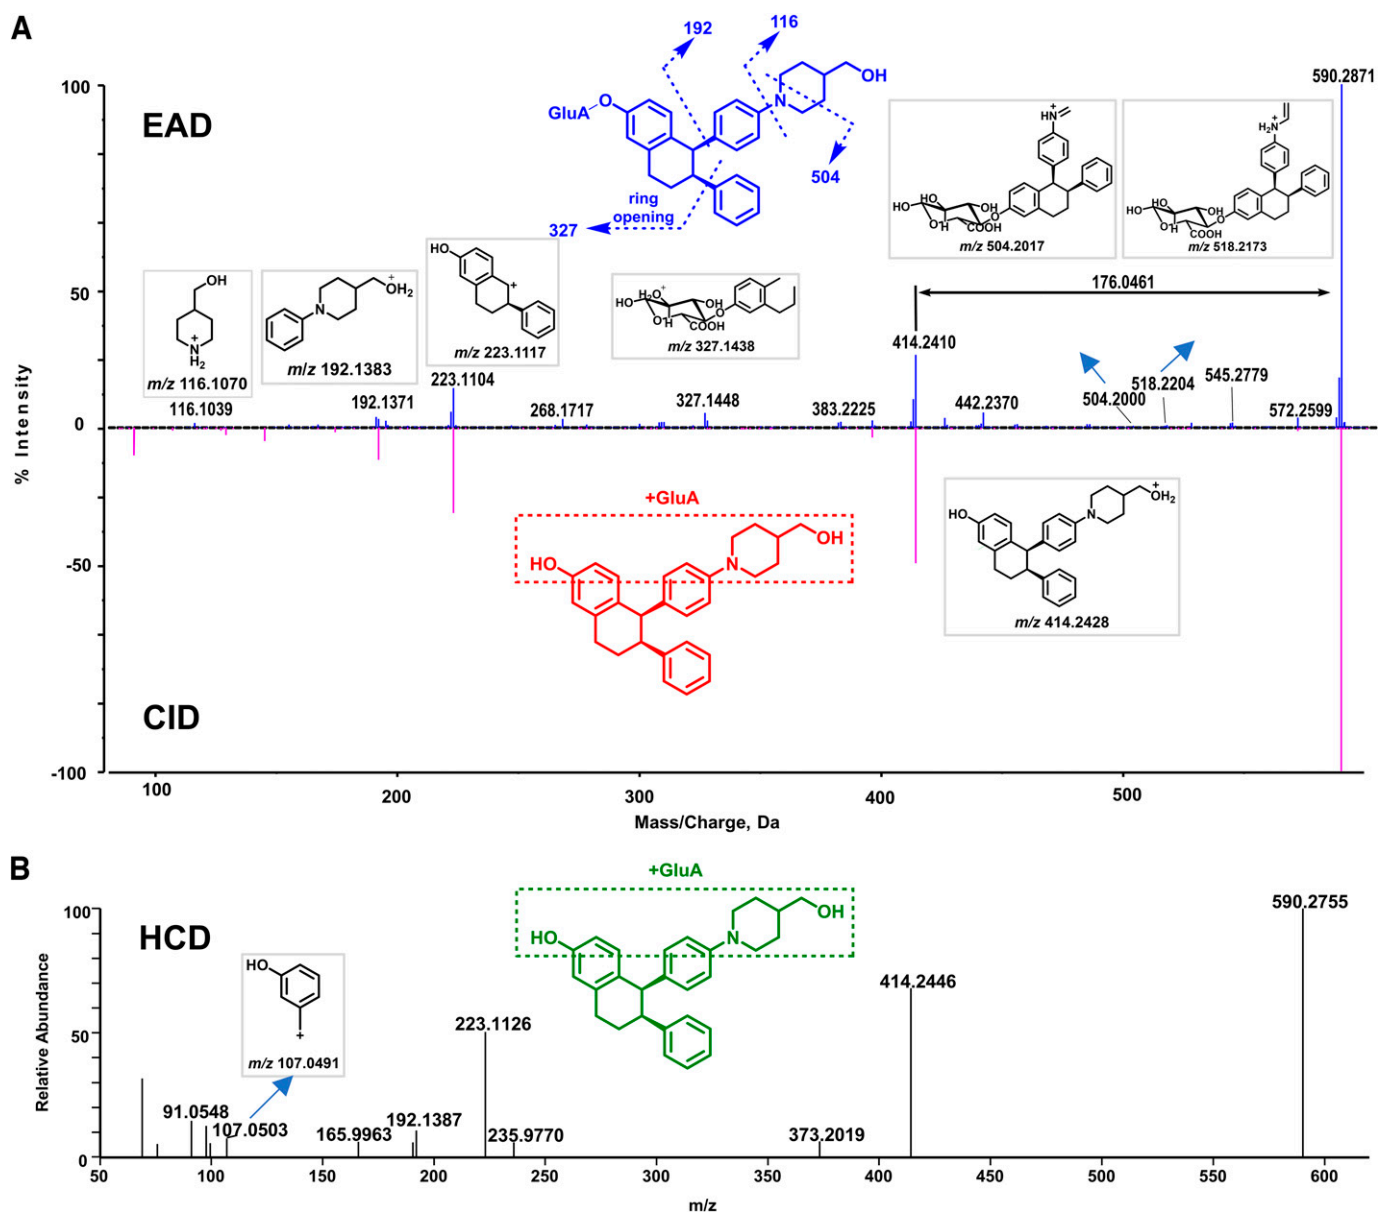 A
EAD
192
116
OH
N
O
GluA
504
ring
opening
327
590.2871
100
50
0
-50
-100
% Intensity
OH
N
H2
+
m/z 116.1070
+
OH2
N
m/z 192.1383
HO
+
m/z 223.1117
+
H2O
HO
OH
O
O
H
COOH
m/z 327.1438
+
HN
HO
HO
OH
O
O
H
COOH
m/z 504.2017
+
H2N
HO
HO
OH
O
O
H
COOH
m/z 518.2173
176.0461
414.2410
116.1039
192.1371
223.1104
268.1717
327.1448
383.2225
442.2370
504.2000
518.2204
545.2779
572.2599
+GluA
HO
N
OH
HO
N
+
OH2
m/z 414.2428
CID
100
200
300
400
500
Mass/Charge, Da
B
HCD
+GluA
HO
N
OH
590.2755
414.2446
223.1126
HO
+
m/z 107.0491
91.0548
107.0503
165.9963
192.1387
235.9770
373.2019
100
50
0
Relative Abundance
50
100
150
200
250
300
350
400
450
500
550
600
m/z